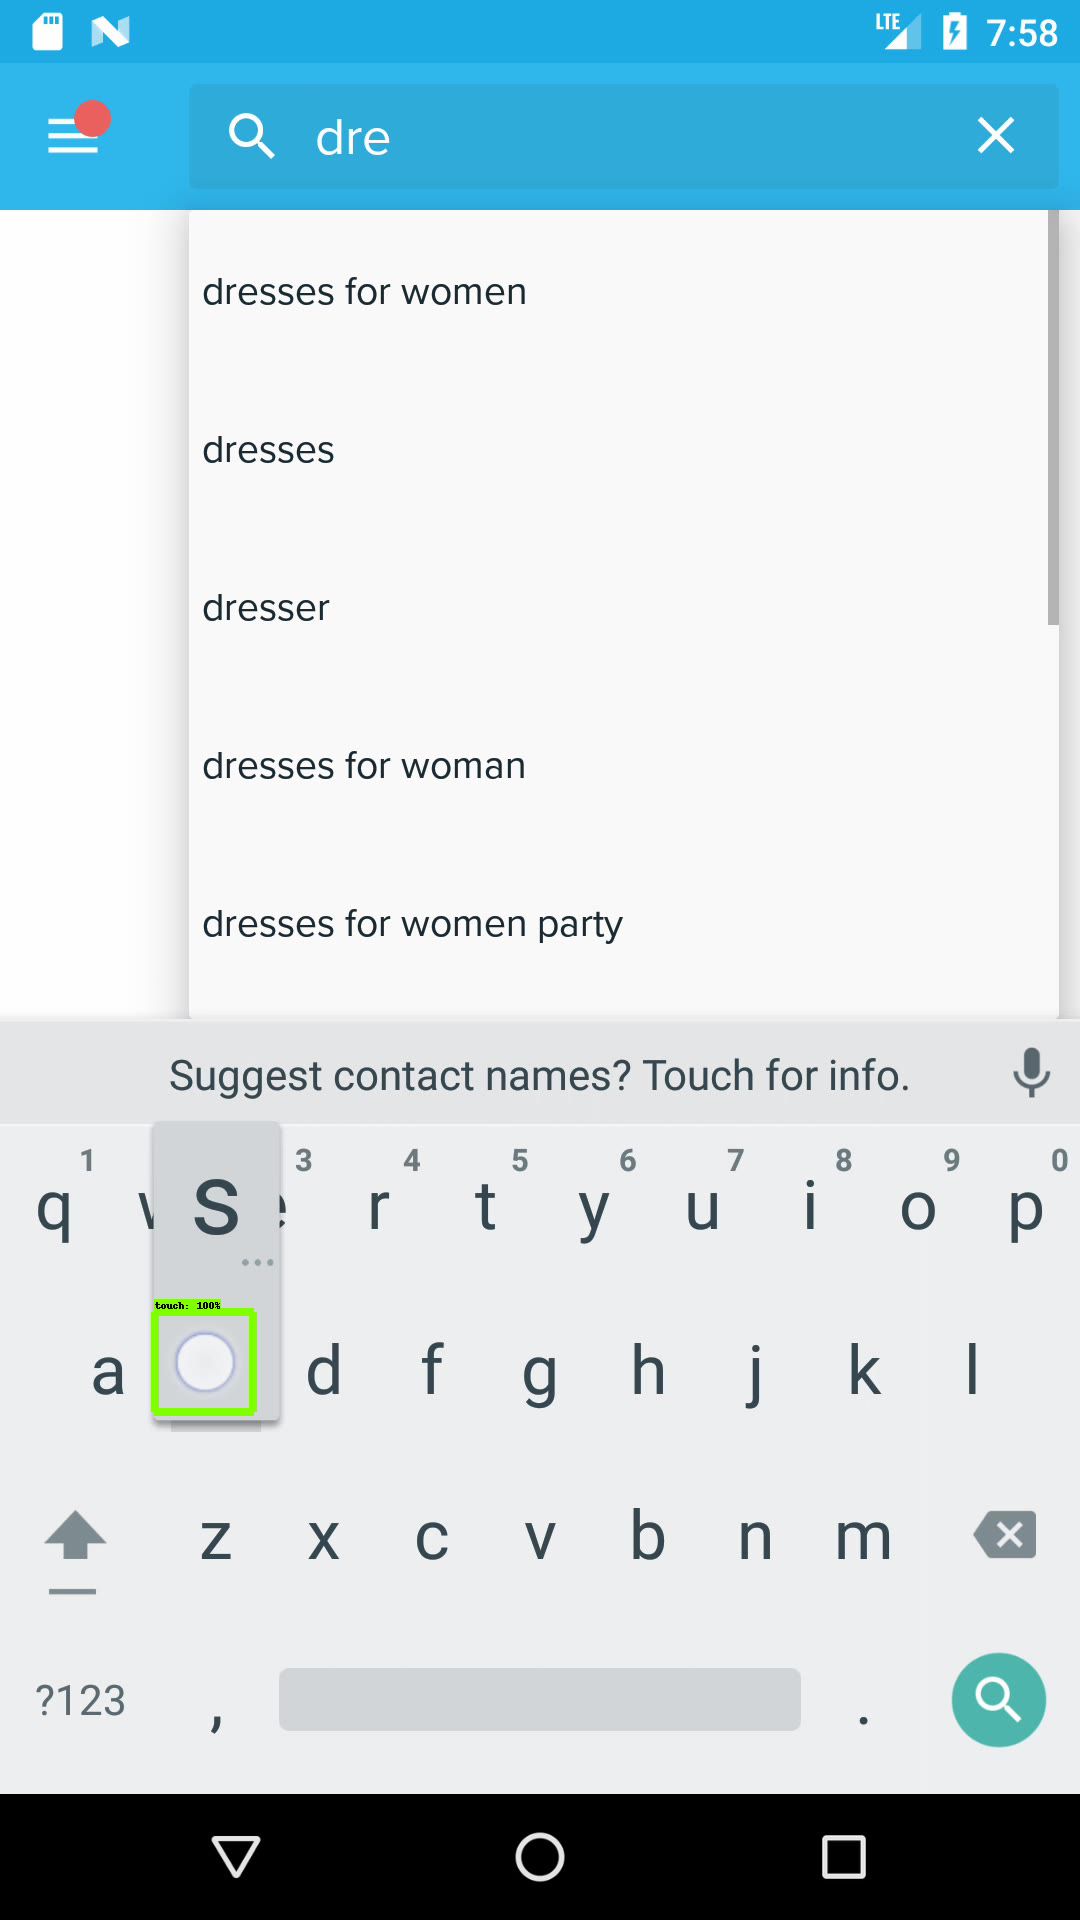 LTE 7:58
dre
dresses for women
dresses
dresser
dresses for woman
dresses for women party
Suggest contact names? Touch for info.
1 3 4 5 6 7 8 9 0
q w S e r t y u i o p
touch: 100%
a d f g h j k l
z x c v b n m
?123 , .